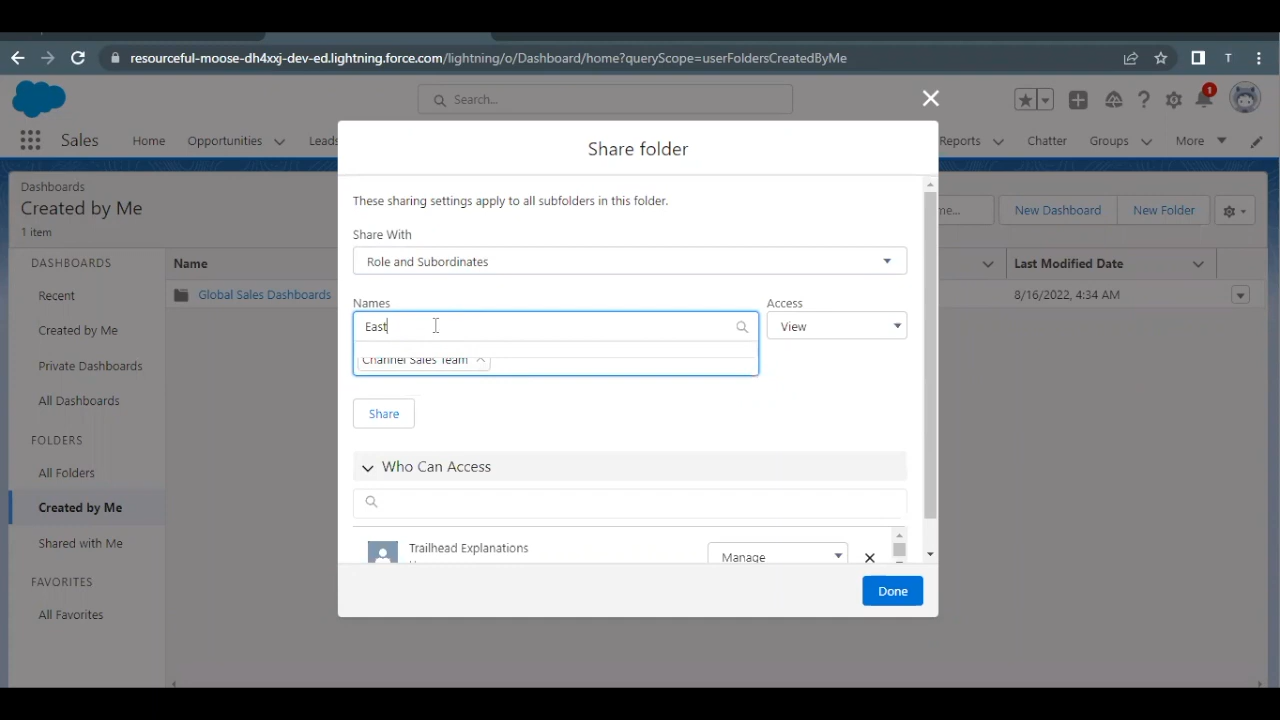 resourceful-moose-dh4xxj-dev-ed.lightning.force.com/lightning/o/Dashboard/home?queryScope=userFoldersCreatedByMe
T
Search...
1
Sales
Home
Opportunities
Leads
Reports
Chatter
Groups
More
Share folder
Dashboards
Created by Me
1 item
me...
New Dashboard
New Folder
These sharing settings apply to all subfolders in this folder.
Share With
Role and Subordinates
DASHBOARDS
Name
Last Modified Date
Recent
Global Sales Dashboards
8/16/2022, 4:34 AM
Names
Access
East
View
Created by Me
Channel Sales Team
Private Dashboards
All Dashboards
Share
FOLDERS
Who Can Access
All Folders
Created by Me
Shared with Me
Trailhead Explanations
Manage
FAVORITES
Done
All Favorites